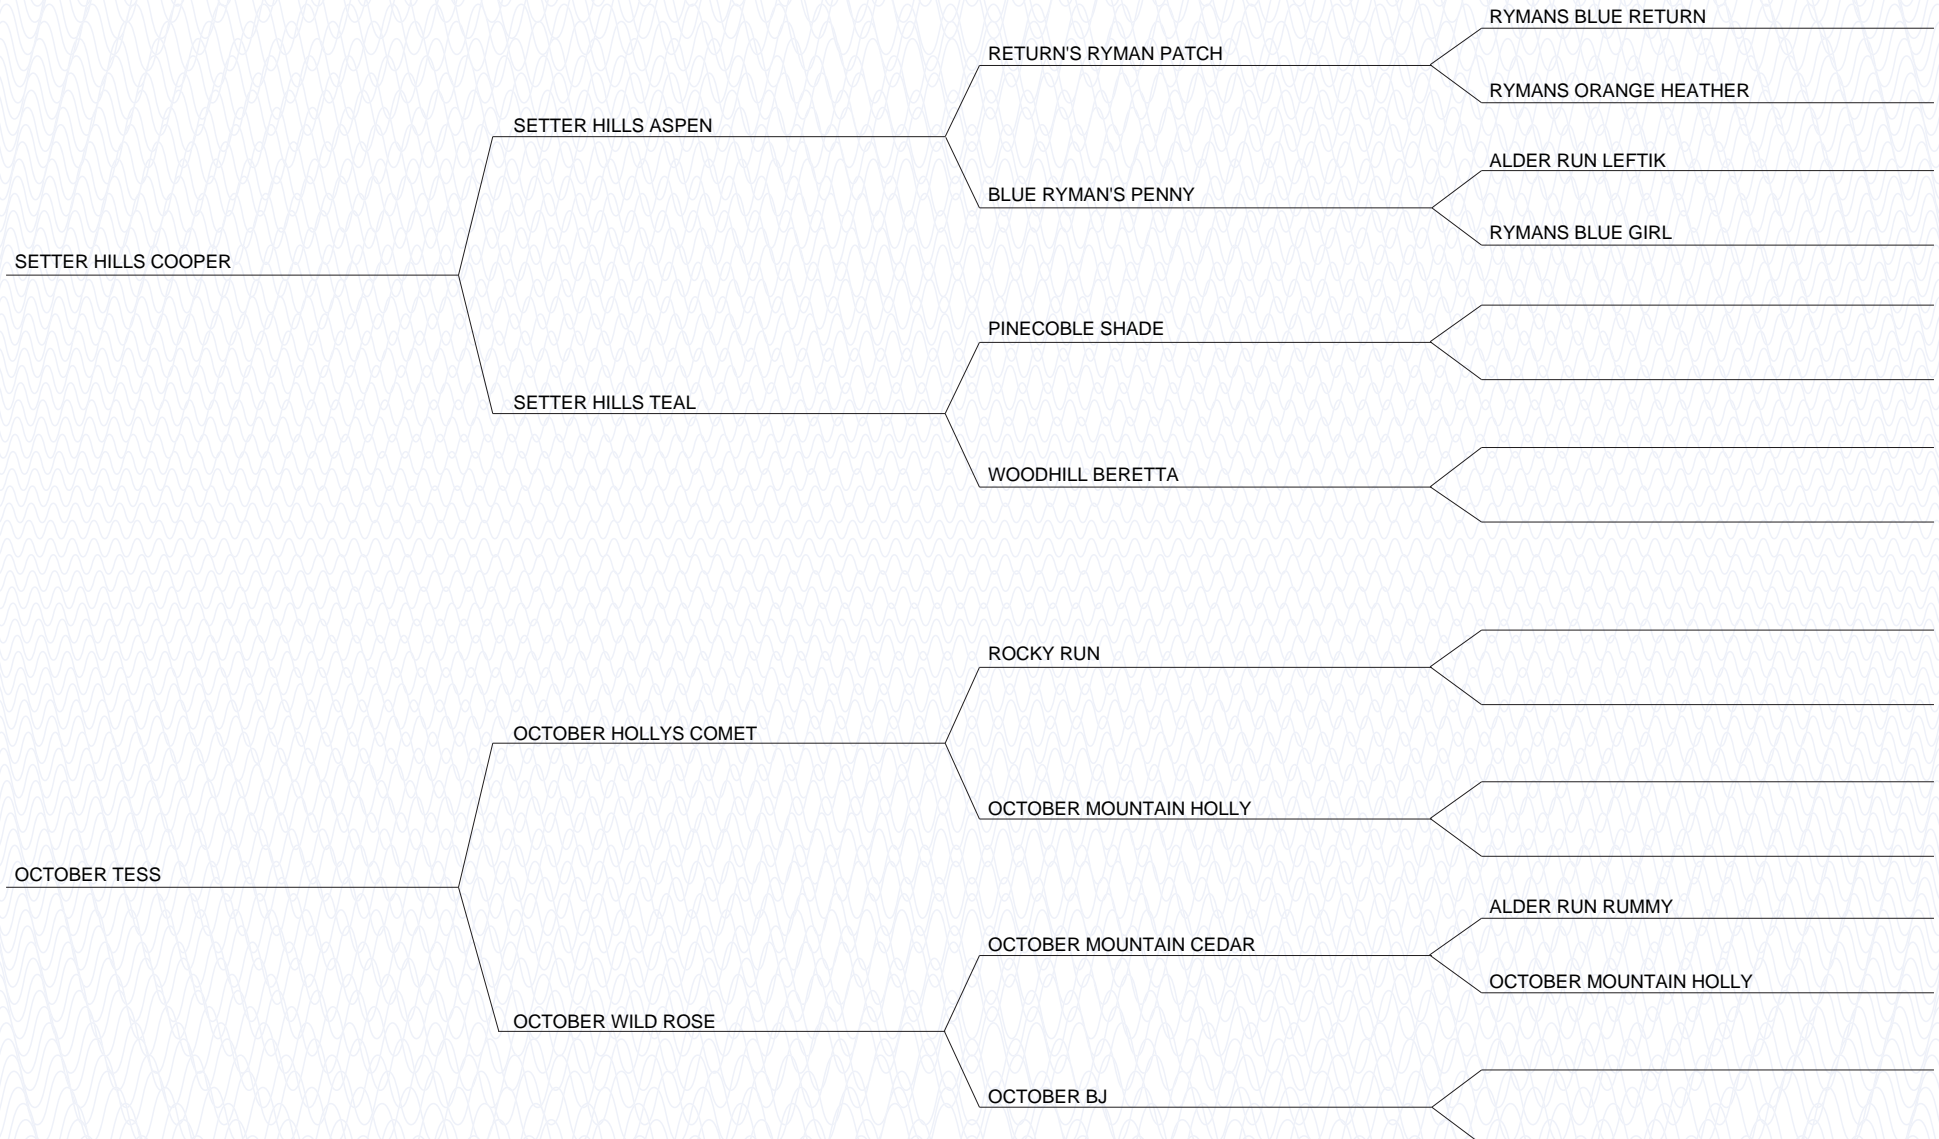 RYMANS BLUE RETURN
RETURN'S RYMAN PATCH
RYMANS ORANGE HEATHER
SETTER HILLS ASPEN
ALDER RUN LEFTIK
BLUE RYMAN'S PENNY
RYMANS BLUE GIRL
SETTER HILLS COOPER
PINECOBLE SHADE
SETTER HILLS TEAL
WOODHILL BERETTA
ROCKY RUN
OCTOBER HOLLYS COMET
OCTOBER MOUNTAIN HOLLY
OCTOBER TESS
ALDER RUN RUMMY
OCTOBER MOUNTAIN CEDAR
OCTOBER MOUNTAIN HOLLY
OCTOBER WILD ROSE
OCTOBER BJ